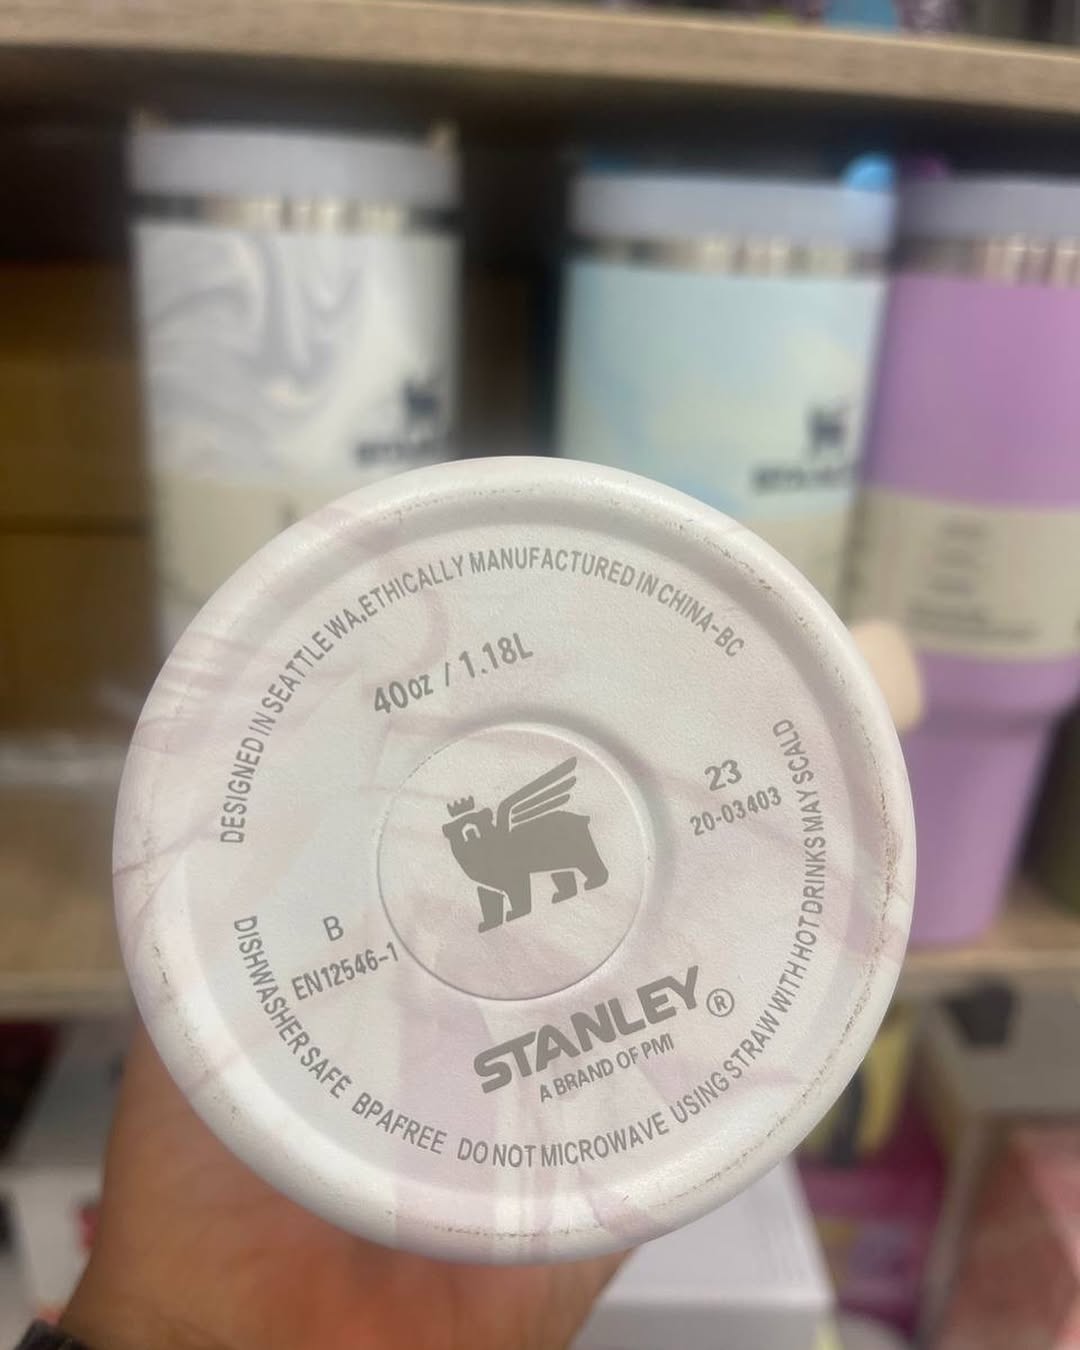 DESIGNED IN SEATTLE WA,ETHICALLY MANUFACTURED IN CHINA-BC
40oz / 1.18L
23
20-03403
B
EN12546-1
STANLEY®
A BRAND OF PMI
DISHWASHER SAFE BPAFREE DO NOT MICROWAVE USING STRAW WITH HOT DRINKS MAY SCALD